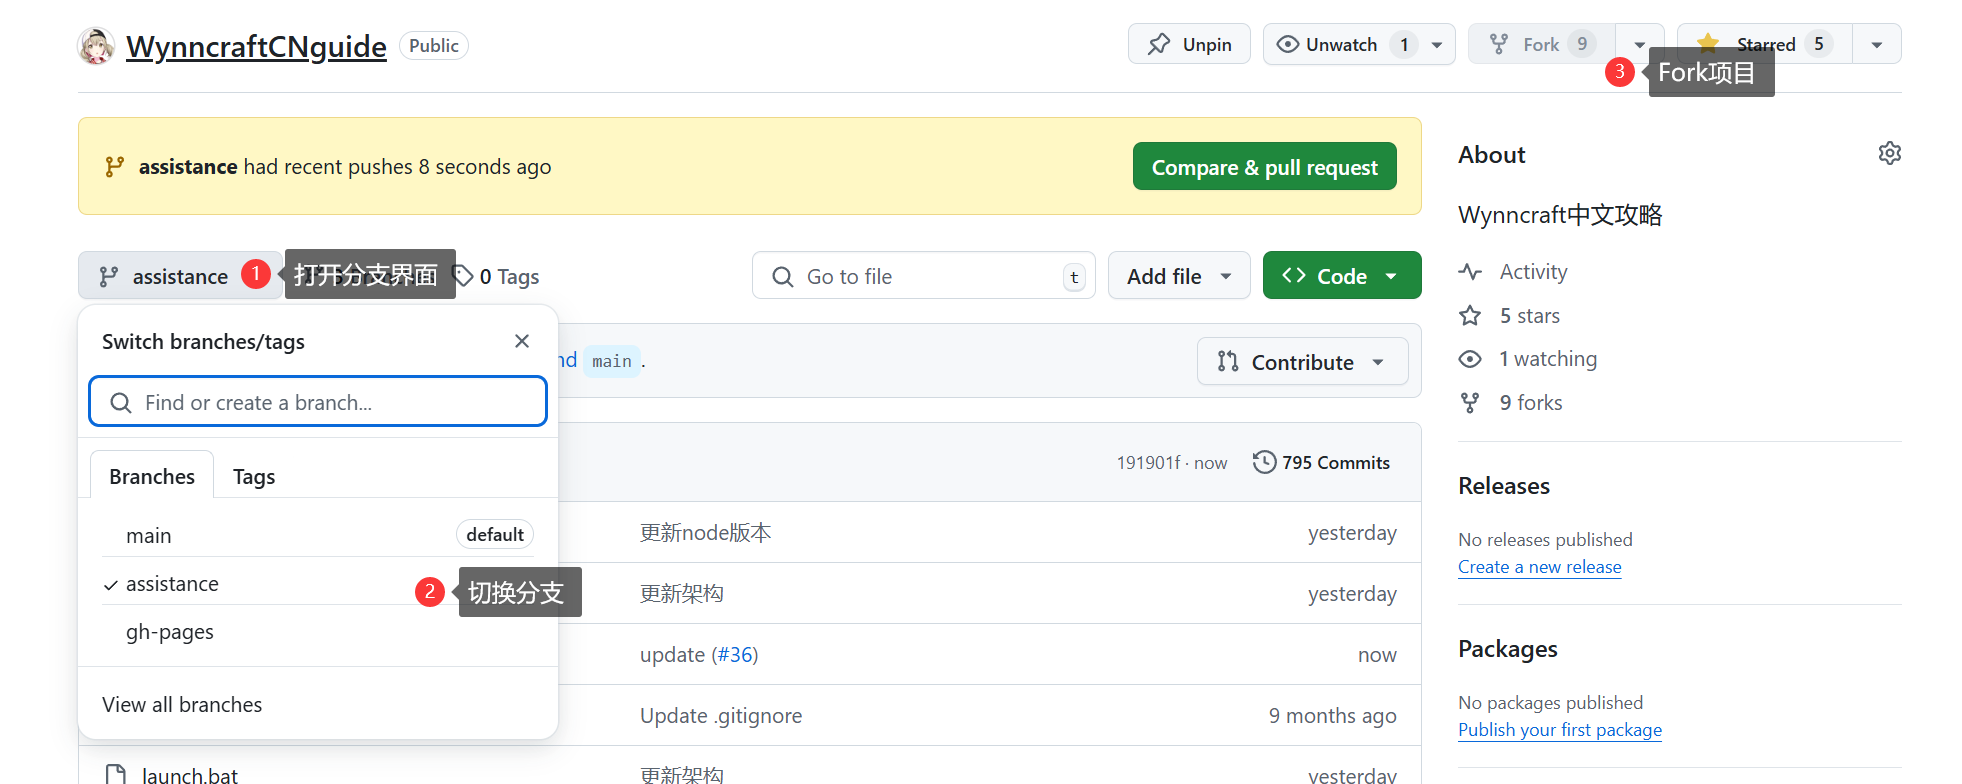 WynncraftCNguide Public Unpin Unwatch 1 Fork 9 Starred 5
3 Fork项目
assistance had recent pushes 8 seconds ago Compare & pull request
About
Wynncraft中文攻略
Activity
5 stars
1 watching
9 forks
assistance 1 打开分支界面 0 Tags Go to file t Add file Code
Switch branches/tags
main . Contribute
Find or create a branch...
191901f · now 795 Commits
Branches Tags
Releases
No releases published
Create a new release
main default
更新node版本 yesterday
assistance 2 切换分支
更新架构 yesterday
gh-pages
update (#36) now
Packages
No packages published
Publish your first package
View all branches
Update .gitignore 9 months ago
launch.bat 更新架构 yesterday